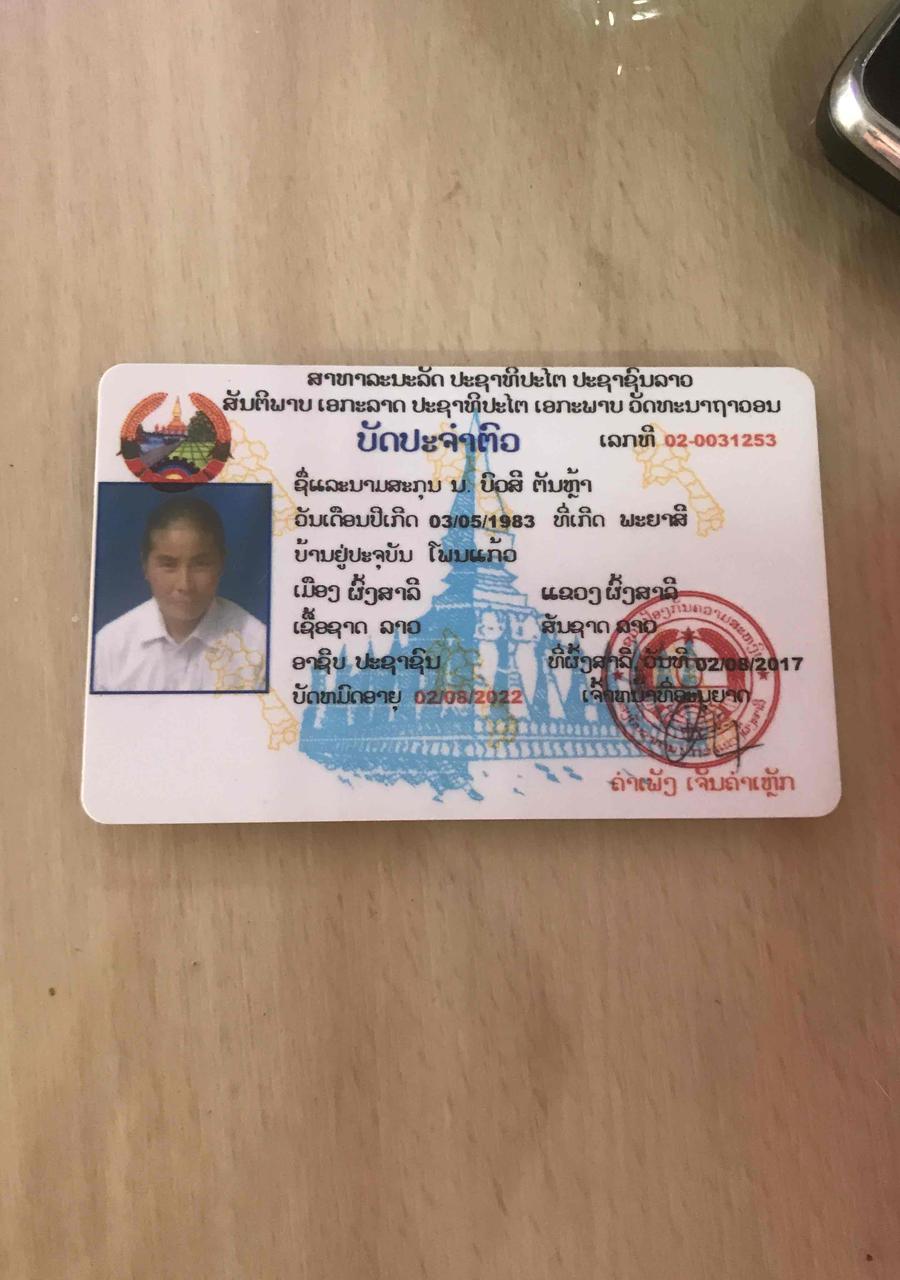 ສາທາລະນະລັດ ປະຊາທິປະໄຕ ປະຊາຊົນລາວ
ສັນຕິພາບ ເອກະລາດ ປະຊາທິປະໄຕ ເອກະພາບ ວັດທະນາຖາວອນ
ບັດປະຈຳຕົວ ເລກທີ 02-0031253
ຊື່ແລະນາມສະກຸນ ນ. ບົວສີ ຕັນຫຼ້າ
ວັນເດືອນປີເກີດ 03/05/1983 ທີ່ເກີດ ພະຍາສີ
ບ້ານຢູ່ປະຈຸບັນ ໂພນແກ້ວ
ເມືອງ ຜົ້ງສາລີ ແຂວງ ຜົ້ງສາລີ
ເຊື້ອຊາດ ລາວ ສັນຊາດ ລາວ
ອາຊິບ ປະຊາຊົນ ທີ່ຜົ້ງສາລີ, ວັນທີ 02/08/2017
ບັດຫມົດອາຍຸ 02/08/2022 ເຈົ້າຫນ້າທີ່ອະນຸຍາດ
ຄຳເພັງ ເຈັນຄຳເຫຼັກ